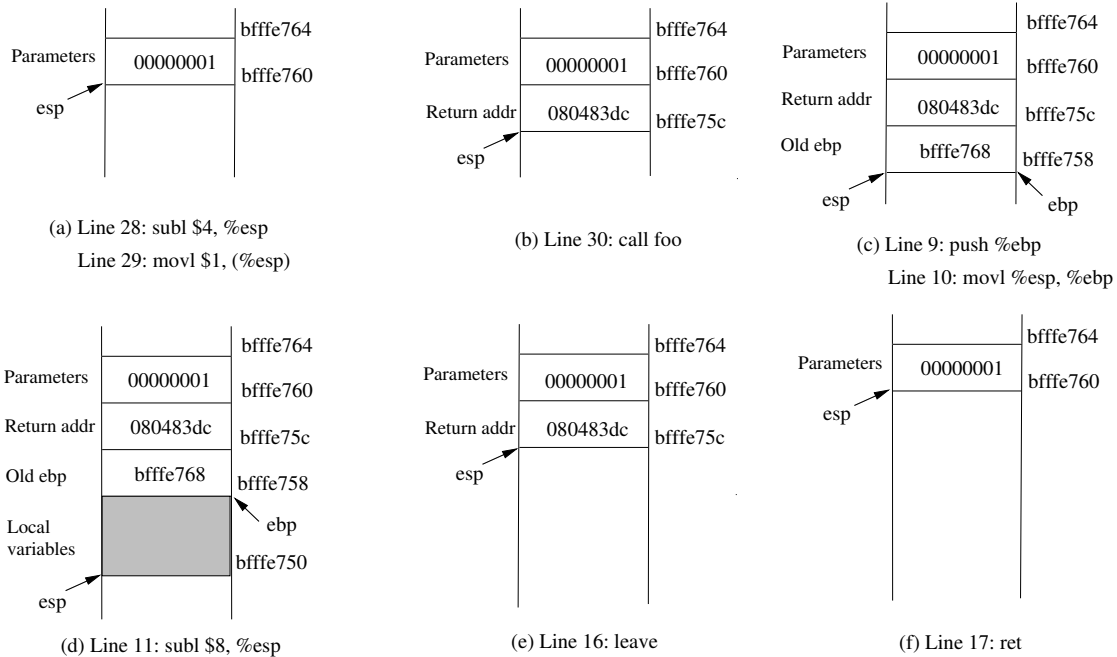 bfffe764
Parameters
00000001
bfffe760
esp
(a) Line 28: subl $4, %esp
Line 29: movl $1, (%esp)
bfffe764
Parameters
00000001
bfffe760
Return addr
080483dc
bfffe75c
esp
(b) Line 30: call foo
bfffe764
Parameters
00000001
bfffe760
Return addr
080483dc
bfffe75c
Old ebp
bfffe768
bfffe758
esp
ebp
(c) Line 9: push %ebp
Line 10: movl %esp, %ebp
bfffe764
Parameters
00000001
bfffe760
Return addr
080483dc
bfffe75c
Old ebp
bfffe768
bfffe758
ebp
Local
variables
bfffe750
esp
(d) Line 11: subl $8, %esp
bfffe764
Parameters
00000001
bfffe760
Return addr
080483dc
bfffe75c
esp
(e) Line 16: leave
bfffe764
Parameters
00000001
bfffe760
esp
(f) Line 17: ret